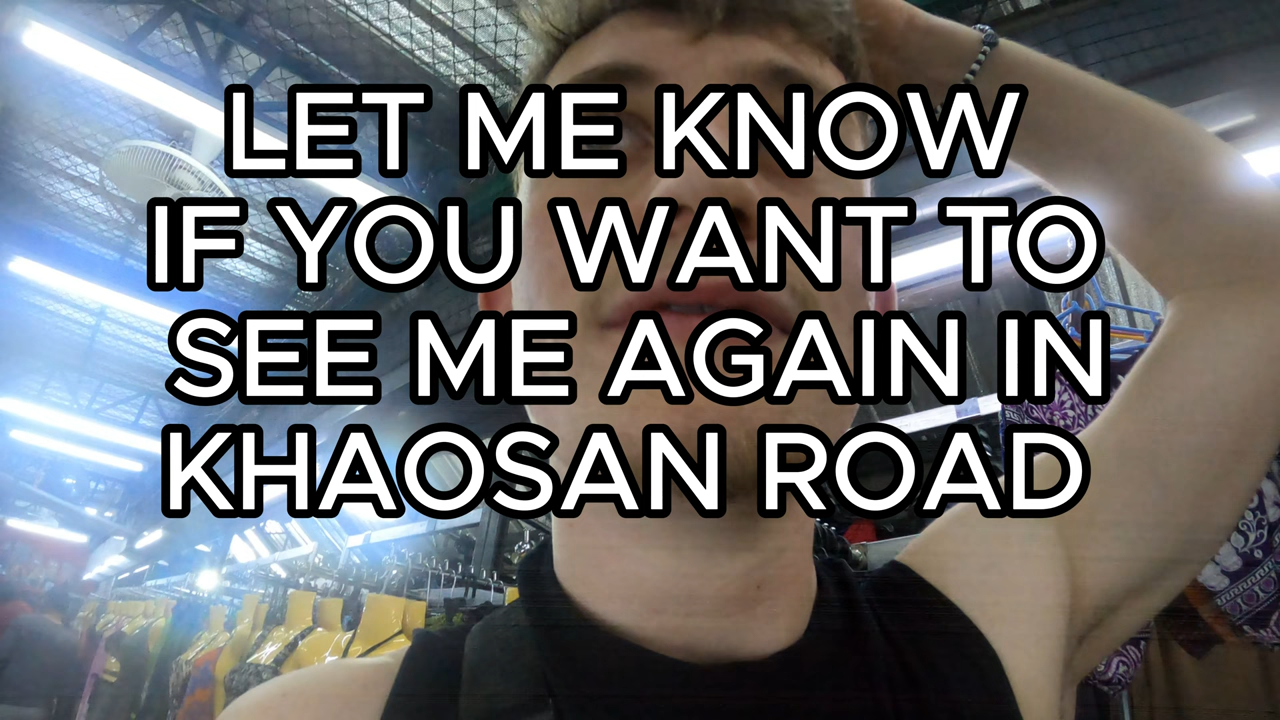 LET ME KNOW
IF YOU WANT TO
SEE ME AGAIN IN
KHAOSAN ROAD